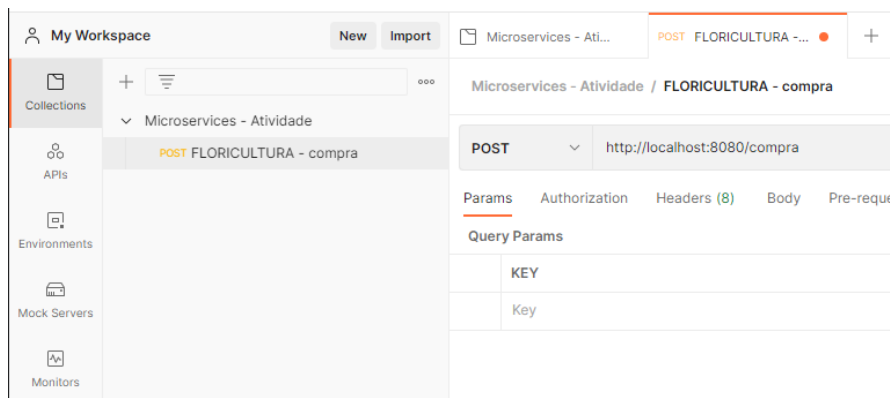 My Workspace
New
Import
Collections
APIs
Environments
Mock Servers
Monitors
Microservices - Atividade
POST FLORICULTURA - compra
Microservices - Ati...
POST FLORICULTURA -...
Microservices - Atividade / FLORICULTURA - compra
POST
http://localhost:8080/compra
Params Authorization Headers (8) Body Pre-reque
Query Params
KEY
Key